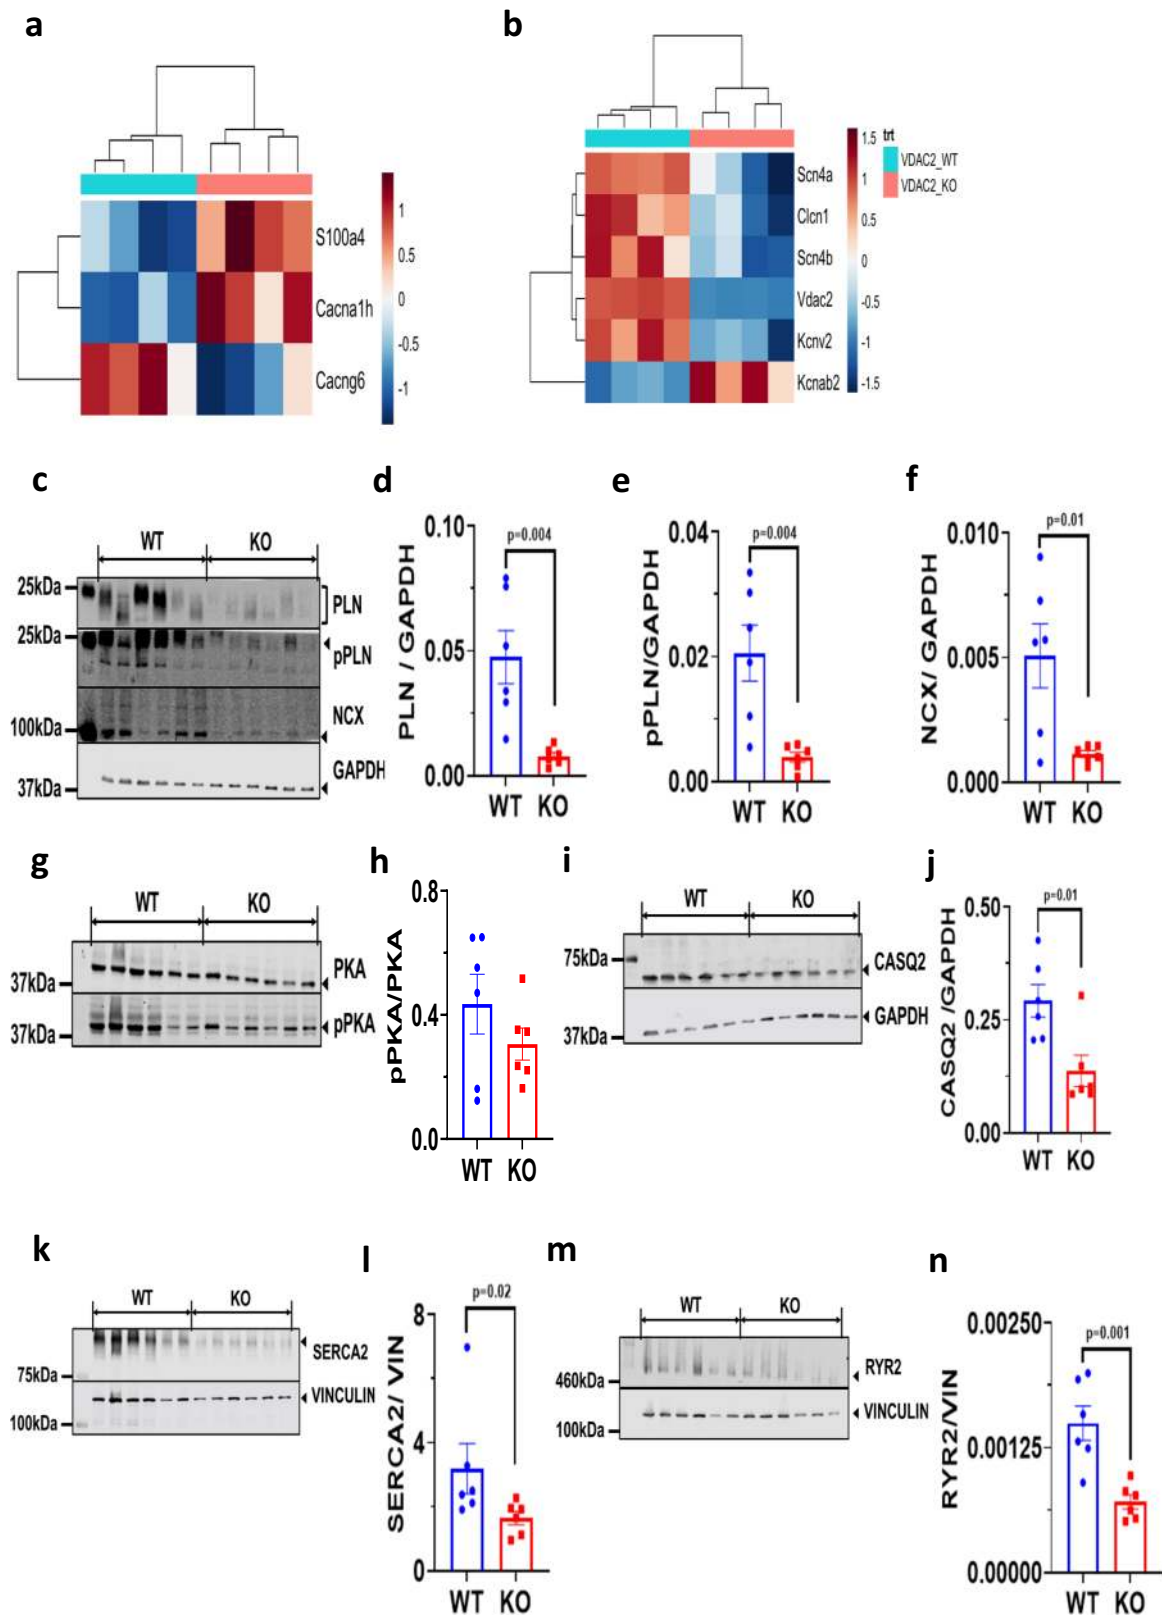 a
S100a4
Cacna1h
Cacng6
1
0.5
0
-0.5
-1
b
Scn4a
Clcn1
Scn4b
Vdac2
Kcnv2
Kcnab2
1.5
1
0.5
0
-0.5
-1
-1.5
trt
VDAC2_WT
VDAC2_KO
c
WT KO
25kDa
PLN
25kDa
pPLN
NCX
100kDa
GAPDH
37kDa
d
PLN / GAPDH
0.10
0.05
0.00
p=0.004
WT KO
e
pPLN/GAPDH
0.04
0.02
0.00
p=0.004
WT KO
f
NCX/ GAPDH
0.010
0.005
0.000
p=0.01
WT KO
g
WT KO
PKA
37kDa
pPKA
37kDa
h
pPKA/PKA
0.8
0.4
0.0
WT KO
i
WT KO
75kDa
CASQ2
GAPDH
37kDa
j
CASQ2 /GAPDH
0.50
0.25
0.00
p=0.01
WT KO
k
WT KO
SERCA2
75kDa
VINCULIN
100kDa
l
SERCA2/ VIN
8
4
0
p=0.02
WT KO
m
WT KO
RYR2
460kDa
VINCULIN
100kDa
n
RYR2/VIN
0.00250
0.00125
0.00000
p=0.001
WT KO